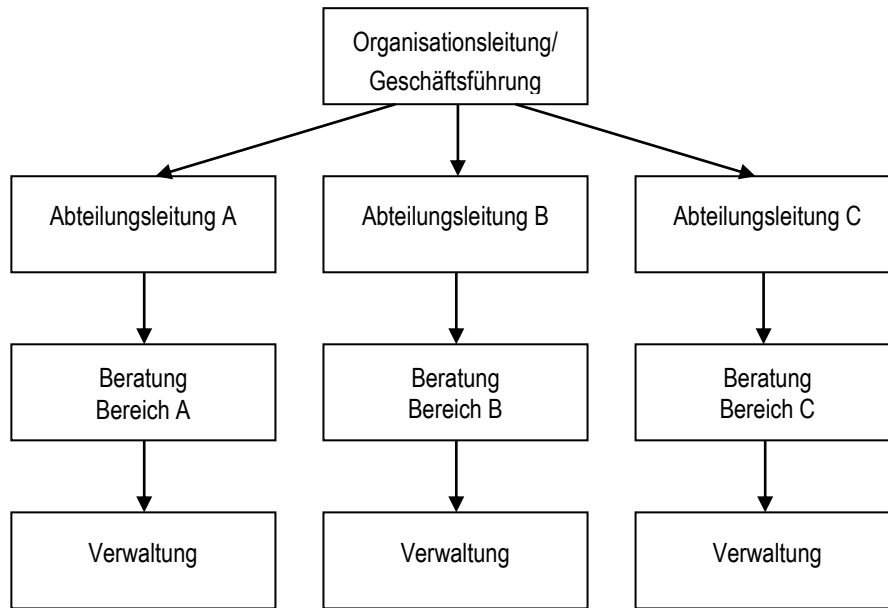 Organisationsleitung/
Geschäftsführung
Abteilungsleitung A
Abteilungsleitung B
Abteilungsleitung C
Beratung
Bereich A
Beratung
Bereich B
Beratung
Bereich C
Verwaltung
Verwaltung
Verwaltung